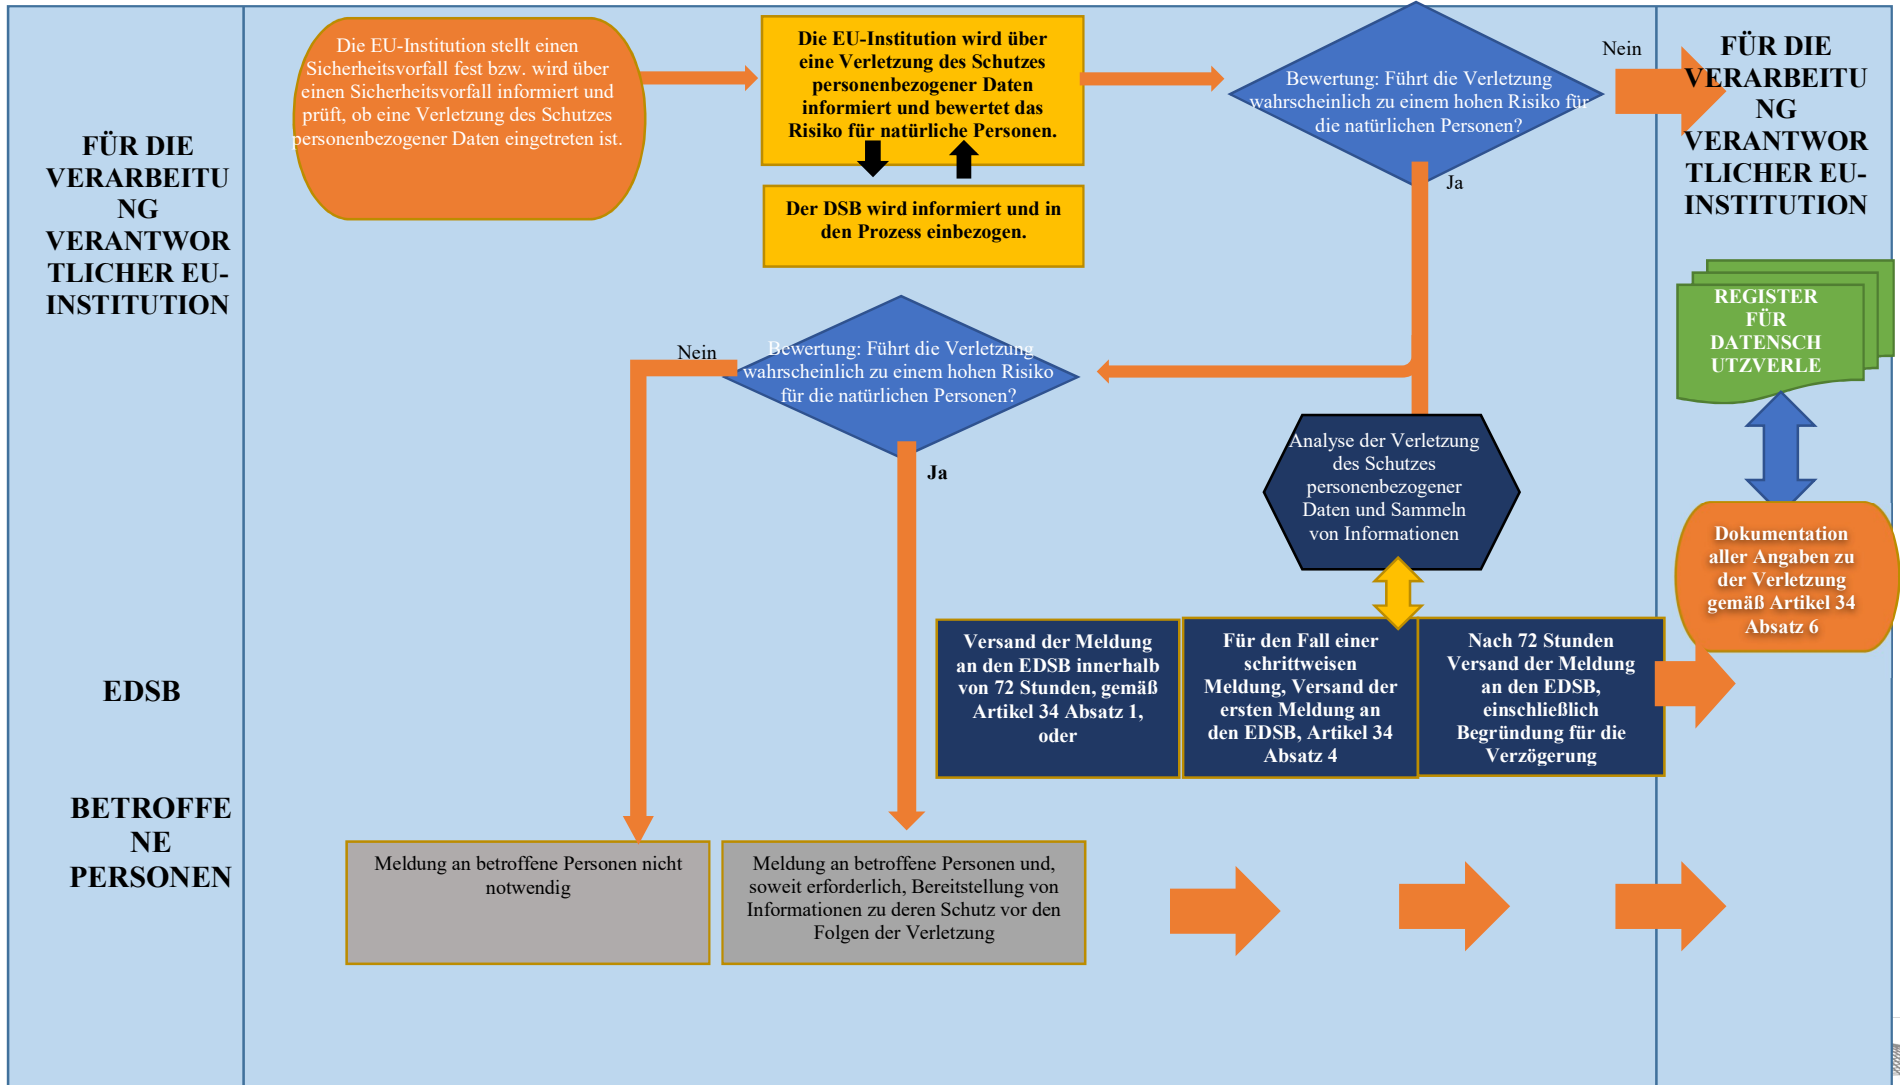 FÜR DIE
VERARBEITU
NG
VERANTWOR
TLICHER EU-
INSTITUTION
Die EU-Institution stellt einen
Sicherheitsvorfall fest bzw. wird über
einen Sicherheitsvorfall informiert und
prüft, ob eine Verletzung des Schutzes
personenbezogener Daten eingetreten ist.
Die EU-Institution wird über
eine Verletzung des Schutzes
personenbezogener Daten
informiert und bewertet das
Risiko für natürliche Personen.
Der DSB wird informiert und in
den Prozess einbezogen.
Bewertung: Führt die Verletzung
wahrscheinlich zu einem hohen Risiko für
die natürlichen Personen?
Nein
Ja
FÜR DIE
VERARBEITU
NG
VERANTWOR
TLICHER EU-
INSTITUTION
REGISTER
FÜR
DATENSCH
UTZVERLE
Nein
Bewertung: Führt die Verletzung
wahrscheinlich zu einem hohen Risiko
für die natürlichen Personen?
Ja
Analyse der Verletzung
des Schutzes
personenbezogener
Daten und Sammeln
von Informationen
Dokumentation
aller Angaben zu
der Verletzung
gemäß Artikel 34
Absatz 6
EDSB
Versand der Meldung
an den EDSB innerhalb
von 72 Stunden, gemäß
Artikel 34 Absatz 1,
oder
Für den Fall einer
schrittweisen
Meldung, Versand der
ersten Meldung an
den EDSB, Artikel 34
Absatz 4
Nach 72 Stunden
Versand der Meldung
an den EDSB,
einschließlich
Begründung für die
Verzögerung
BETROFFE
NE
PERSONEN
Meldung an betroffene Personen nicht
notwendig
Meldung an betroffene Personen und,
soweit erforderlich, Bereitstellung von
Informationen zu deren Schutz vor den
Folgen der Verletzung